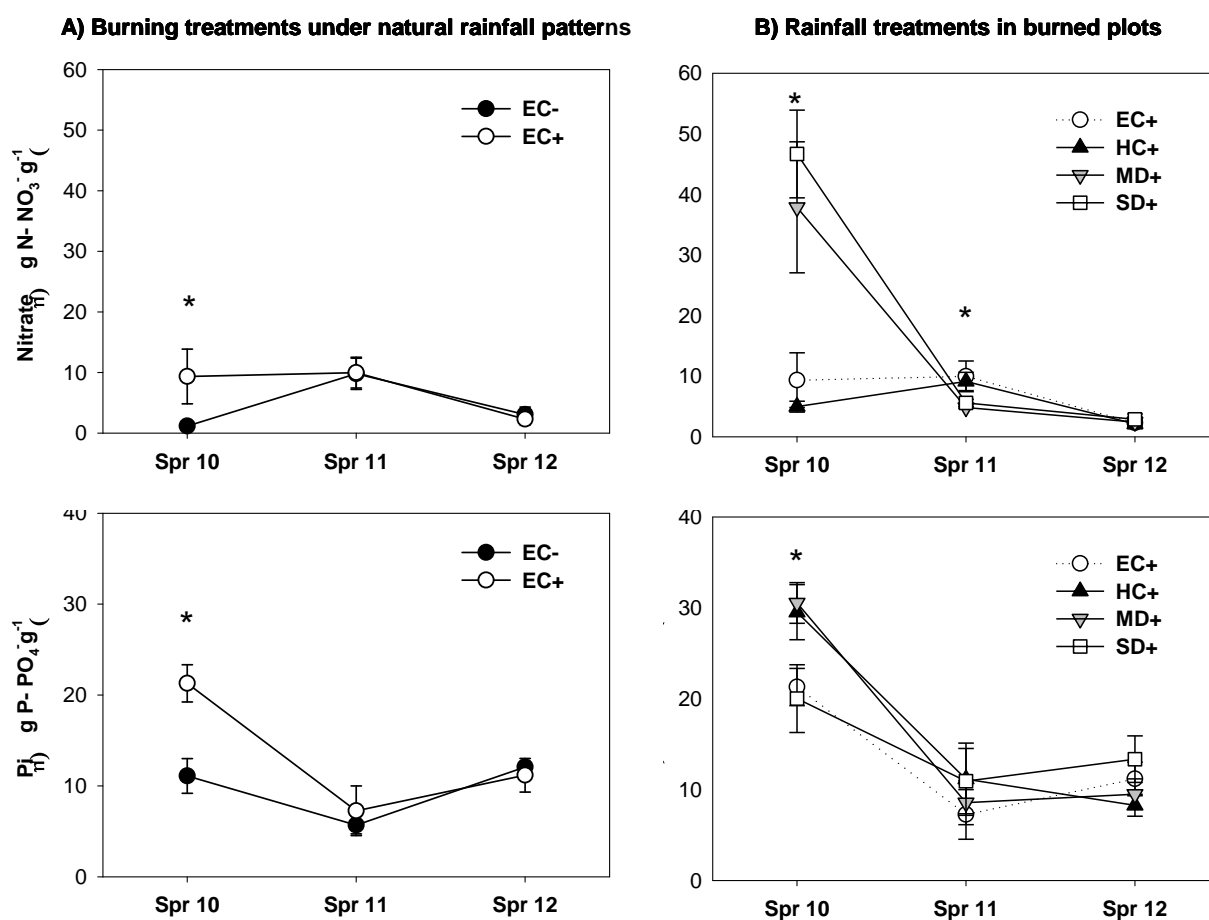 A) Burning treatments under natural rainfall patterns
60
50
40
30
20
10
0
Nitrate g N- NO3- g-1 (
m)
*
EC-
EC+
Spr 10
Spr 11
Spr 12
B) Rainfall treatments in burned plots
60
50
40
30
20
10
0
*
*
EC+
HC+
MD+
SD+
Spr 10
Spr 11
Spr 12
40
30
20
10
0
Pi g P- PO4- g-1 (
m)
*
EC-
EC+
Spr 10
Spr 11
Spr 12
40
30
20
10
0
*
EC+
HC+
MD+
SD+
Spr 10
Spr 11
Spr 12